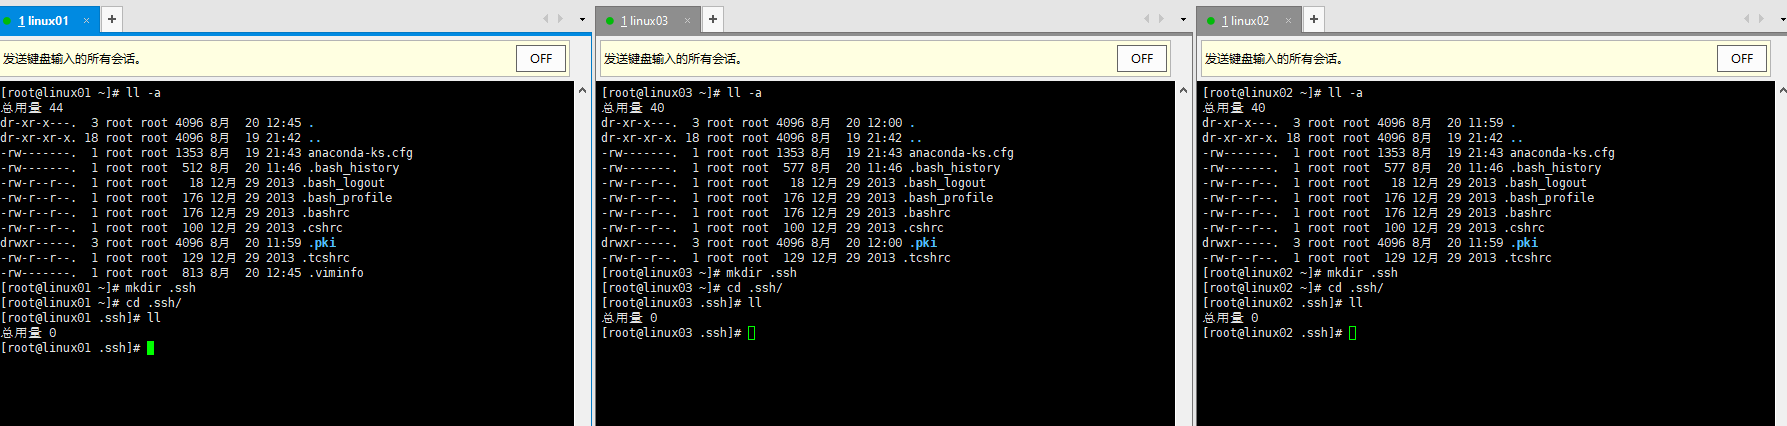 1 linux01 × +
发送键盘输入的所有会话。 OFF
[root@linux01 ~]# ll -a
总用量 44
dr-xr-x---.  3 root root 4096 8月  20 12:45 .
dr-xr-xr-x. 18 root root 4096 8月  19 21:42 ..
-rw-------.  1 root root 1353 8月  19 21:43 anaconda-ks.cfg
-rw-------.  1 root root  512 8月  20 11:46 .bash_history
-rw-r--r--.  1 root root   18 12月 29 2013 .bash_logout
-rw-r--r--.  1 root root  176 12月 29 2013 .bash_profile
-rw-r--r--.  1 root root  176 12月 29 2013 .bashrc
-rw-r--r--.  1 root root  100 12月 29 2013 .cshrc
drwxr-----.  3 root root 4096 8月  20 11:59 .pki
-rw-r--r--.  1 root root  129 12月 29 2013 .tcshrc
-rw-------.  1 root root  813 8月  20 12:45 .viminfo
[root@linux01 ~]# mkdir .ssh
[root@linux01 ~]# cd .ssh/
[root@linux01 .ssh]# ll
总用量 0
[root@linux01 .ssh]#
1 linux03 × +
发送键盘输入的所有会话。 OFF
[root@linux03 ~]# ll -a
总用量 40
dr-xr-x---.  3 root root 4096 8月  20 12:00 .
dr-xr-xr-x. 18 root root 4096 8月  19 21:42 ..
-rw-------.  1 root root 1353 8月  19 21:43 anaconda-ks.cfg
-rw-------.  1 root root  577 8月  20 11:46 .bash_history
-rw-r--r--.  1 root root   18 12月 29 2013 .bash_logout
-rw-r--r--.  1 root root  176 12月 29 2013 .bash_profile
-rw-r--r--.  1 root root  176 12月 29 2013 .bashrc
-rw-r--r--.  1 root root  100 12月 29 2013 .cshrc
drwxr-----.  3 root root 4096 8月  20 12:00 .pki
-rw-r--r--.  1 root root  129 12月 29 2013 .tcshrc
[root@linux03 ~]# mkdir .ssh
[root@linux03 ~]# cd .ssh/
[root@linux03 .ssh]# ll
总用量 0
[root@linux03 .ssh]#
1 linux02 × +
发送键盘输入的所有会话。 OFF
[root@linux02 ~]# ll -a
总用量 40
dr-xr-x---.  3 root root 4096 8月  20 11:59 .
dr-xr-xr-x. 18 root root 4096 8月  19 21:42 ..
-rw-------.  1 root root 1353 8月  19 21:43 anaconda-ks.cfg
-rw-------.  1 root root  577 8月  20 11:46 .bash_history
-rw-r--r--.  1 root root   18 12月 29 2013 .bash_logout
-rw-r--r--.  1 root root  176 12月 29 2013 .bash_profile
-rw-r--r--.  1 root root  176 12月 29 2013 .bashrc
-rw-r--r--.  1 root root  100 12月 29 2013 .cshrc
drwxr-----.  3 root root 4096 8月  20 11:59 .pki
-rw-r--r--.  1 root root  129 12月 29 2013 .tcshrc
[root@linux02 ~]# mkdir .ssh
[root@linux02 ~]# cd .ssh/
[root@linux02 .ssh]# ll
总用量 0
[root@linux02 .ssh]#